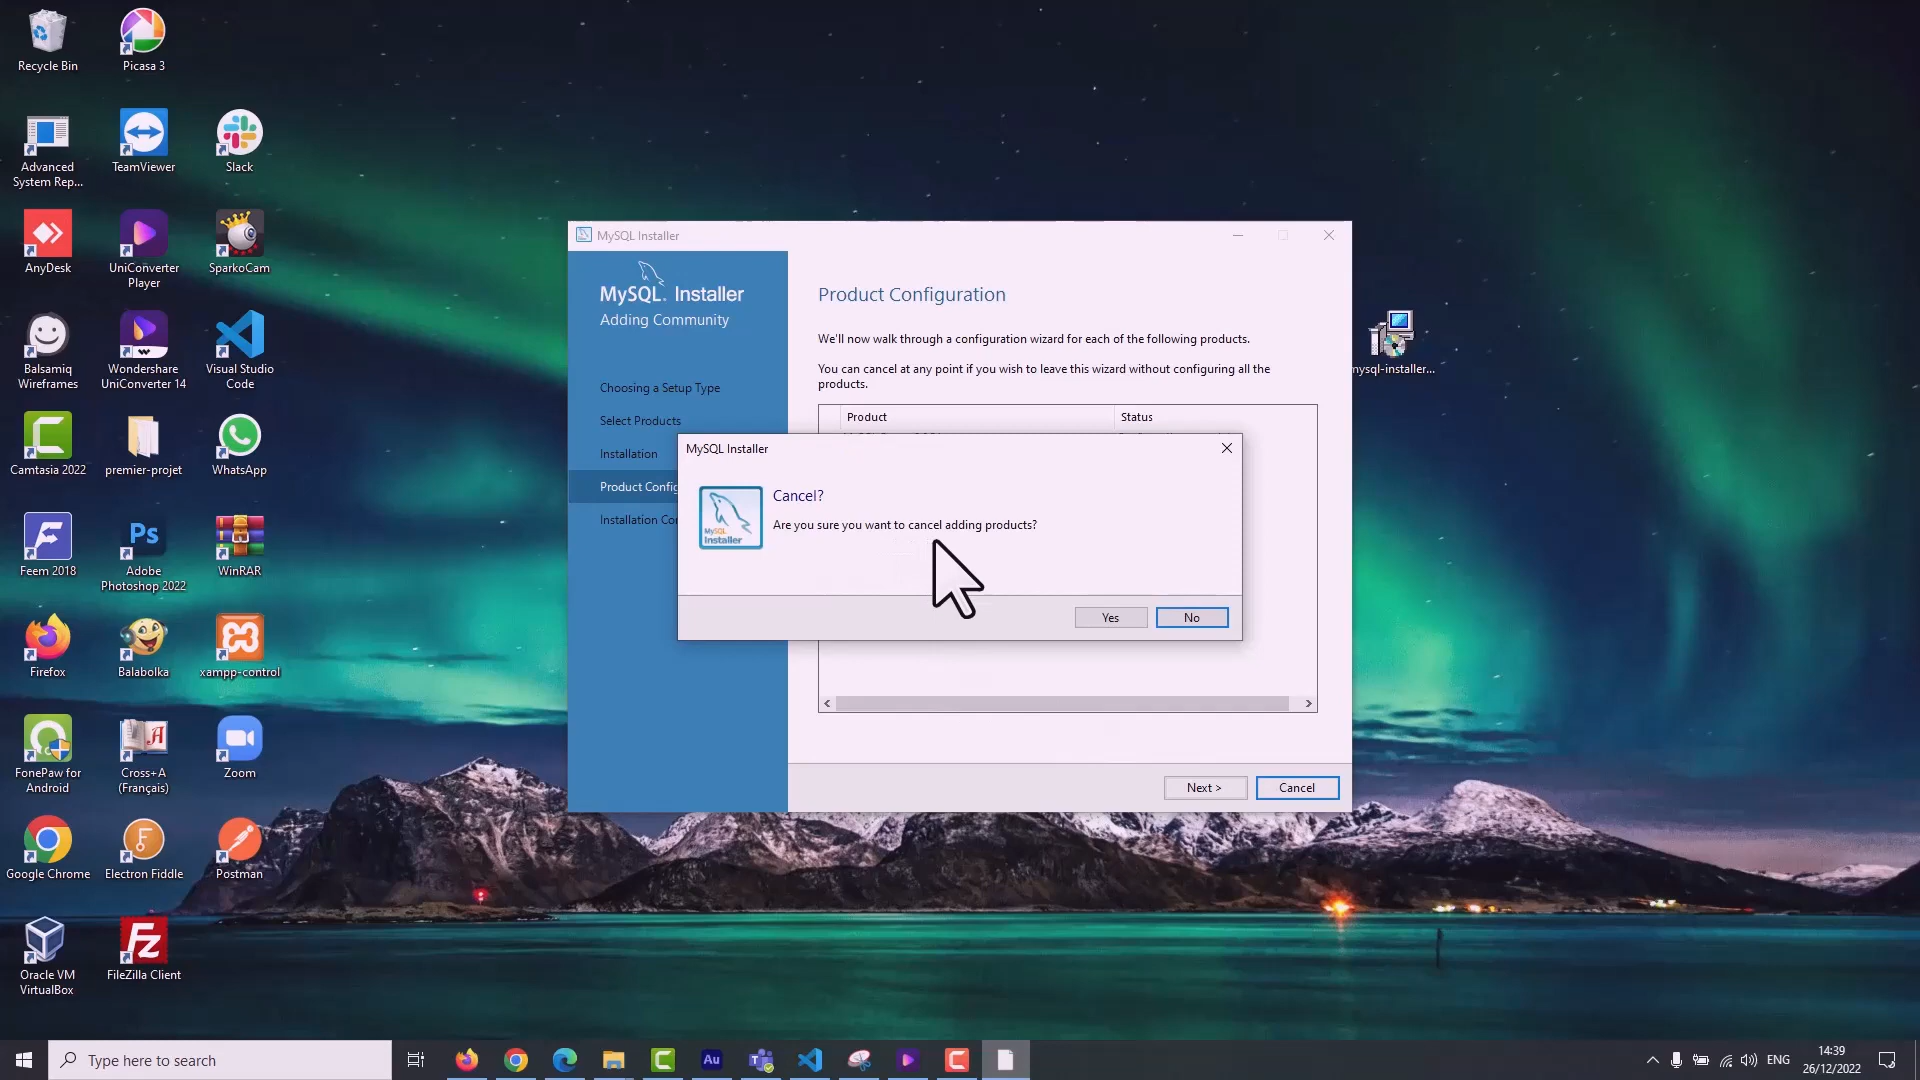 Recycle Bin
Picasa 3
Advanced
System Rep...
TeamViewer
Slack
AnyDesk
UniConverter
Player
SparkoCam
Balsamiq
Wireframes
Wondershare
UniConverter 14
Visual Studio
Code
Camtasia 2022
premier-projet
WhatsApp
Feem 2018
Adobe
Photoshop 2022
WinRAR
Firefox
Balabolka
xampp-control
FonePaw for
Android
Cross+A
(Français)
Zoom
Google Chrome
Electron Fiddle
Postman
Oracle VM
VirtualBox
FileZilla Client
mysql-installer...
MySQL Installer
MySQL. Installer
Adding Community
Choosing a Setup Type
Select Products
Installation
Product Config
Installation Co
Product Configuration
We'll now walk through a configuration wizard for each of the following products.
You can cancel at any point if you wish to leave this wizard without configuring all the
products.
Product Status
MySQL Installer
MySQL
Installer
Cancel?
Are you sure you want to cancel adding products?
Yes No
Next > Cancel
Type here to search
Au
ENG
14:39
26/12/2022